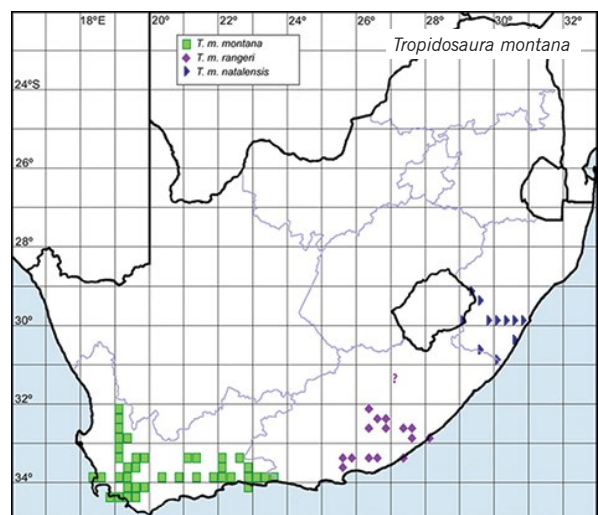 18°E 20° 22° 24° 26° 28° 30° 32°
T. m. montana
T. m. rangeri
T. m. natalensis
Tropidosaura montana
24°S
26°
28°
30°
?
32°
34°